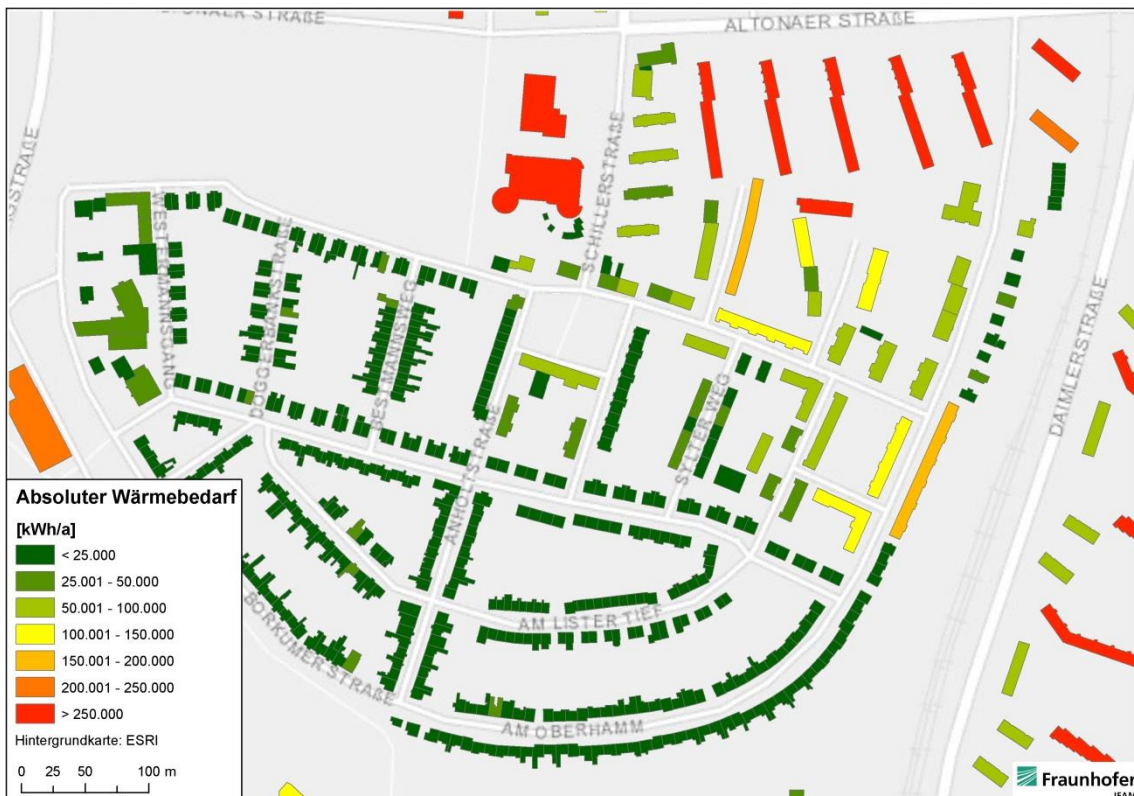 ALTONAER STRAßE
ALTONAER STRAßE
GSTRAßE
SCHILLERSTRAßE
WESTERMANNSGANG
DOGGERBANKSTRAßE
BESTMANNSWEG
DAIMLERSTRAßE
ANHOLTSTRAßE
SYLTER WEG
AM LISTER TIEF
BORKUMER STRAßE
AM OBERHAMM
Absoluter Wärmebedarf
[kWh/a]
< 25.000
25.001 - 50.000
50.001 - 100.000
100.001 - 150.000
150.001 - 200.000
200.001 - 250.000
> 250.000
Hintergrundkarte: ESRI
0 25 50 100 m
Fraunhofer
IFAM